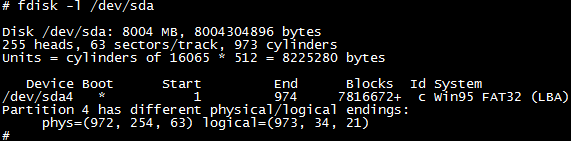 # fdisk -l /dev/sda
Disk /dev/sda: 8004 MB, 8004304896 bytes
255 heads, 63 sectors/track, 973 cylinders
Units = cylinders of 16065 * 512 = 8225280 bytes
   Device Boot      Start         End      Blocks  Id System
/dev/sda4   *           1         974     7816672+  c Win95 FAT32 (LBA)
Partition 4 has different physical/logical endings:
     phys=(972, 254, 63) logical=(973, 34, 21)
#